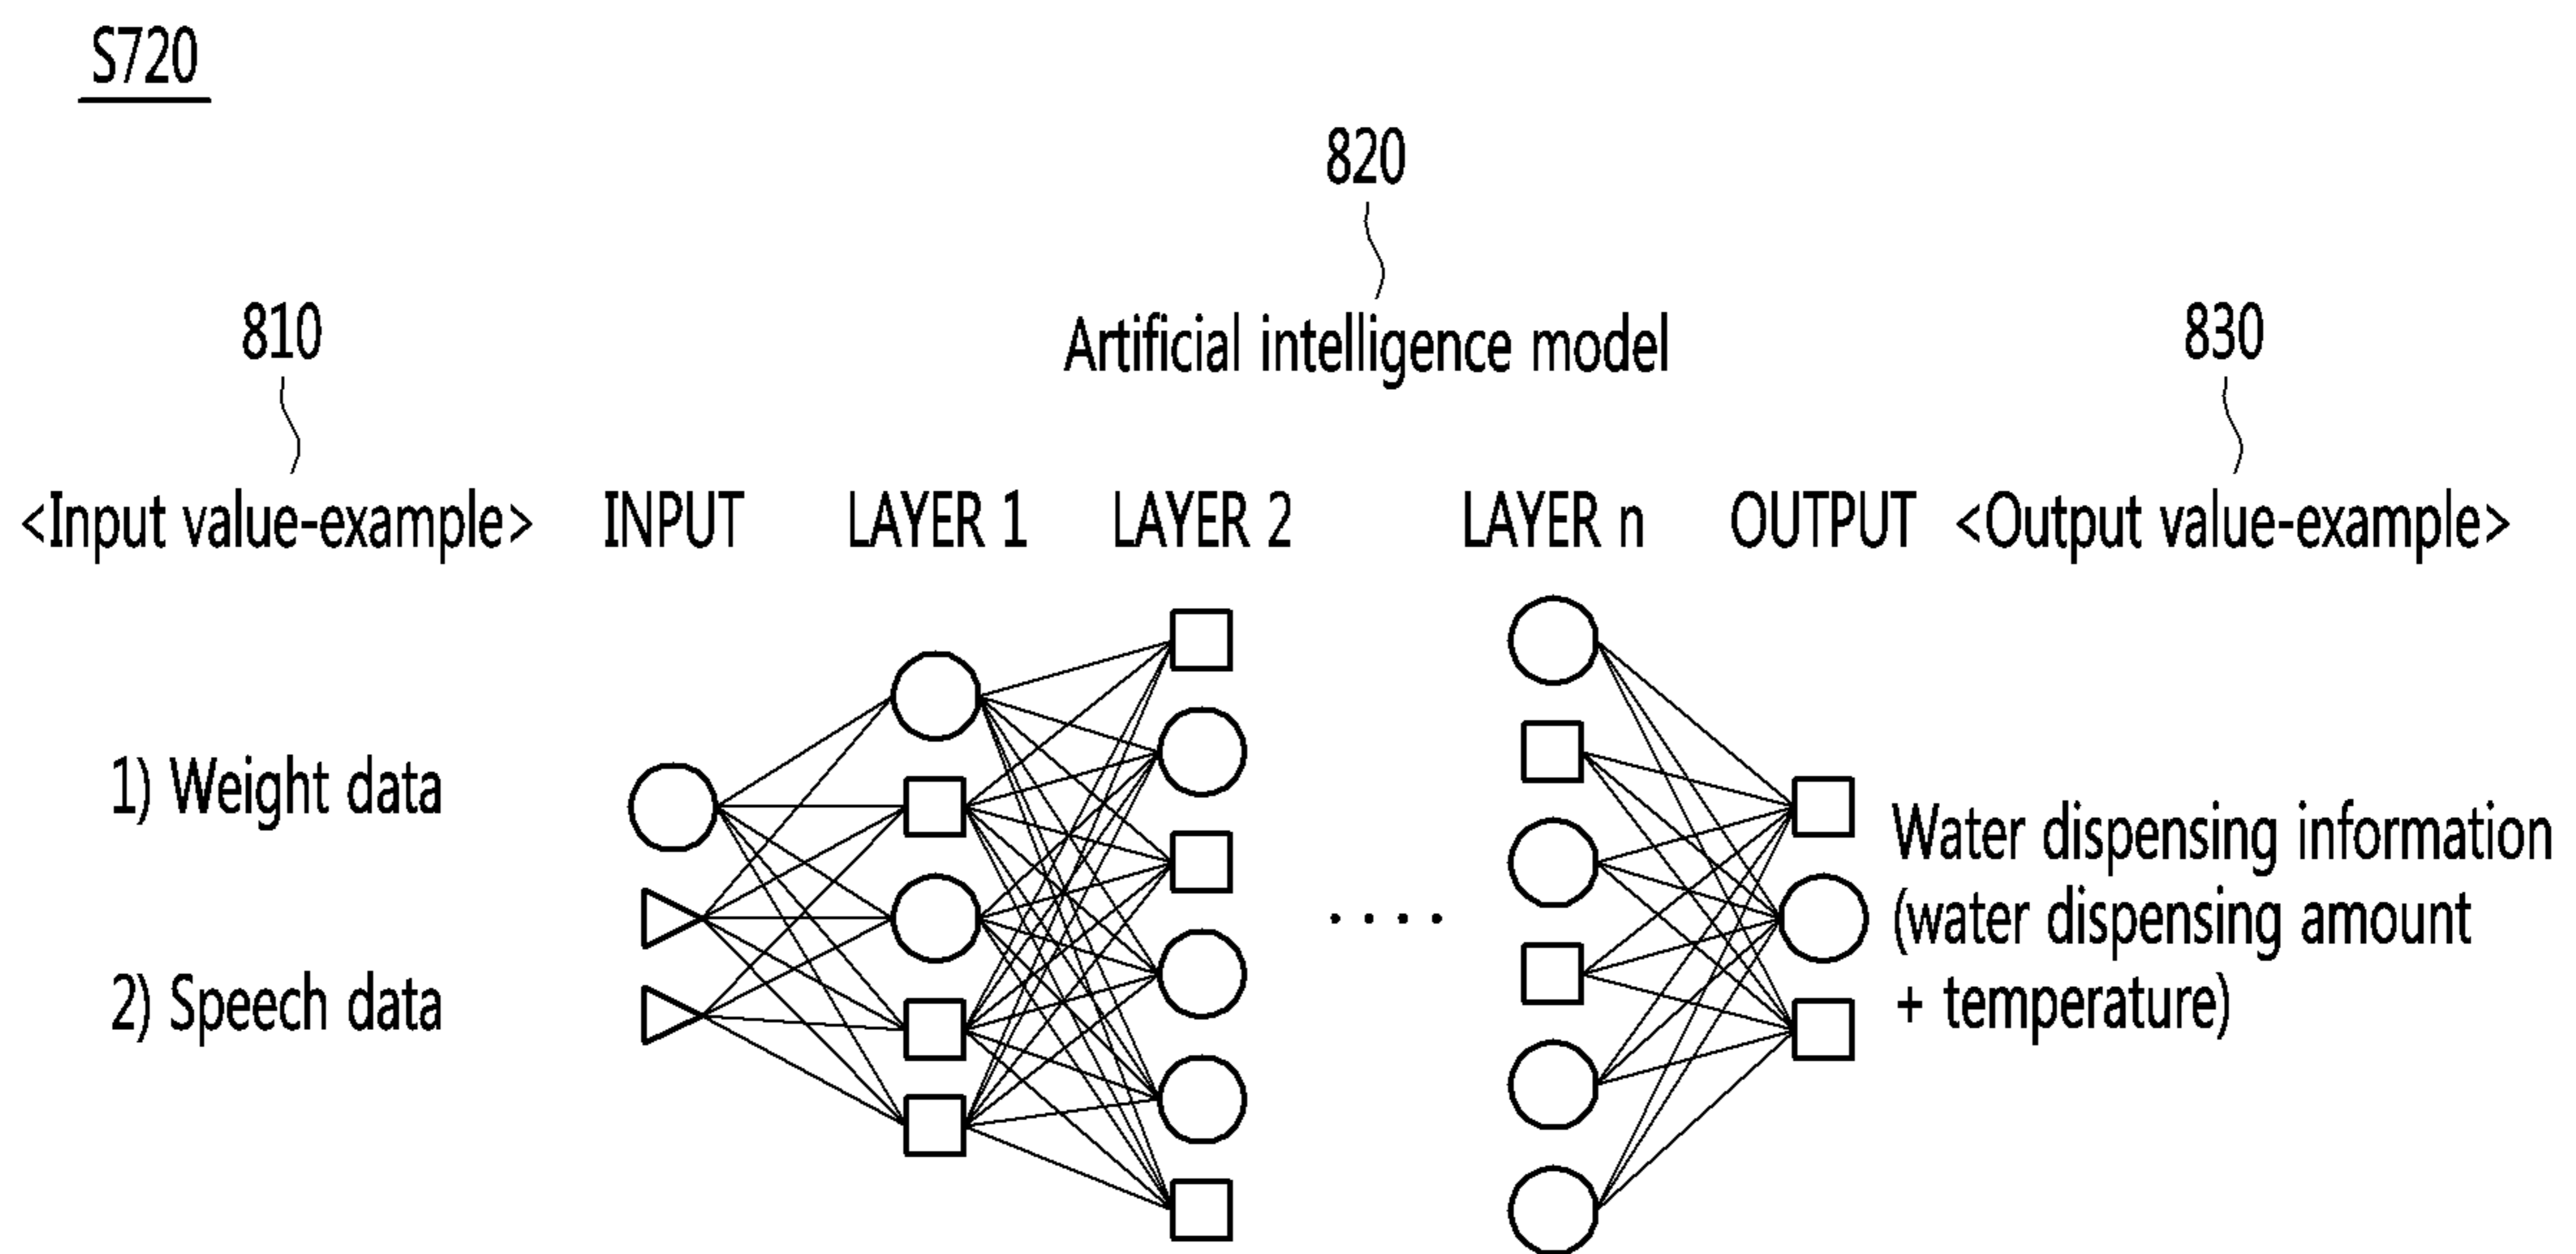 S720
820
810
Artificial intelligence model
830
<Input value-example>
INPUT
LAYER 1
LAYER 2
LAYER n
OUTPUT
<Output value-example>
1) Weight data
2) Speech data
Water dispensing information
(water dispensing amount
+ temperature)